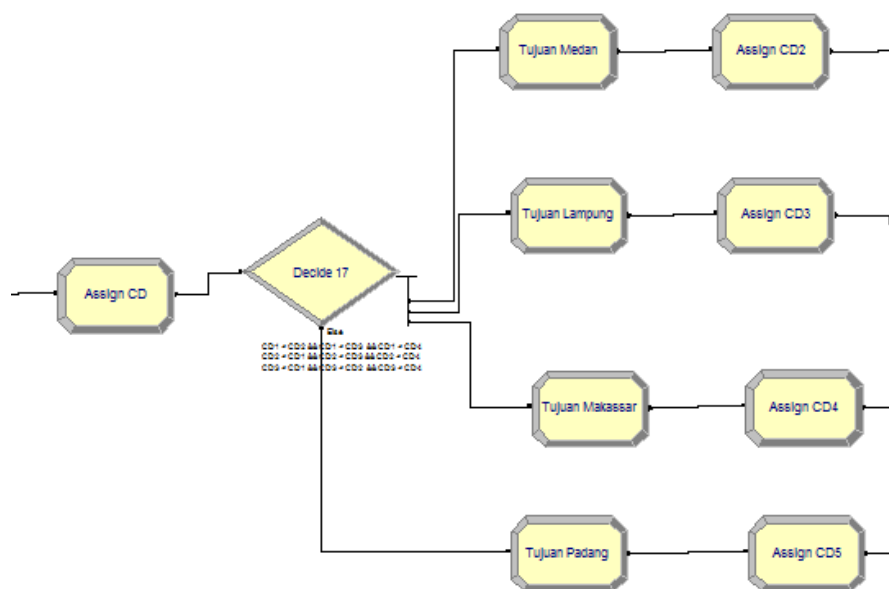 Tujuan Medan
Assign CD2
Tujuan Lampung
Assign CD3
Assign CD
Decide 17
Else
Tujuan Makassar
Assign CD4
Tujuan Padang
Assign CD5